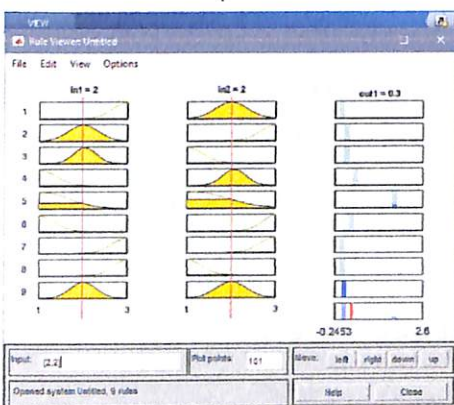 VIEW
Rule Viewer: Untitled
File Edit View Options
in1 = 2 in2 = 2 out1 = 0.3
1
2
3
4
5
6
7
8
9
1 3 1 3
-0.2453 2.6
Input: [2;2] Plot points: 101 Move: left right down up
Opened system Untitled, 9 rules Help Close